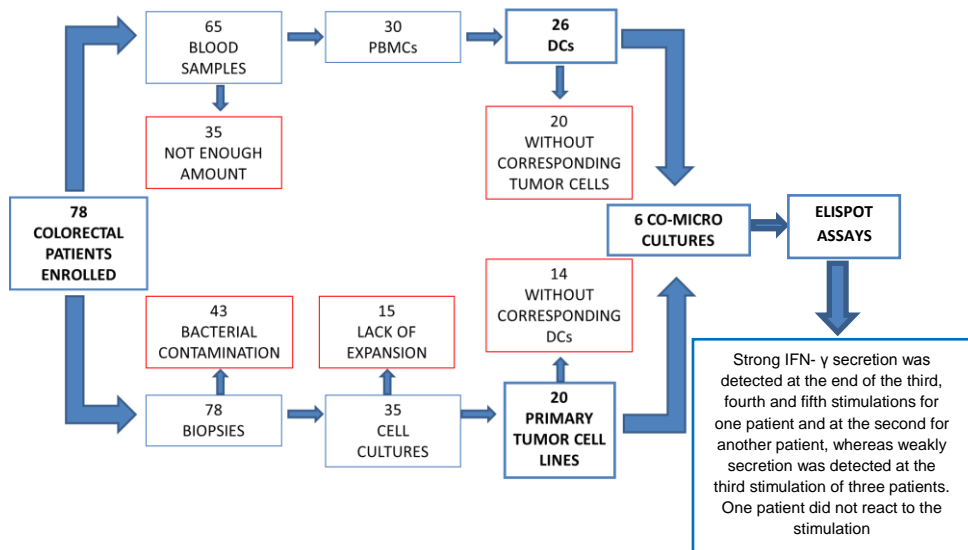 65
BLOOD
SAMPLES
30
PBMCs
26
DCs
35
NOT ENOUGH
AMOUNT
20
WITHOUT
CORRESPONDING
TUMOR CELLS
78
COLORECTAL
PATIENTS
ENROLLED
6 CO-MICRO
CULTURES
ELISPOT
ASSAYS
43
BACTERIAL
CONTAMINATION
15
LACK OF
EXPANSION
14
WITHOUT
CORRESPONDING
DCs
78
BIOPSIES
35
CELL
CULTURES
20
PRIMARY
TUMOR CELL
LINES
Strong IFN- γ secretion was
detected at the end of the third,
fourth and fifth stimulations for
one patient and at the second for
another patient, whereas weakly
secretion was detected at the
third stimulation of three patients.
One patient did not react to the
stimulation